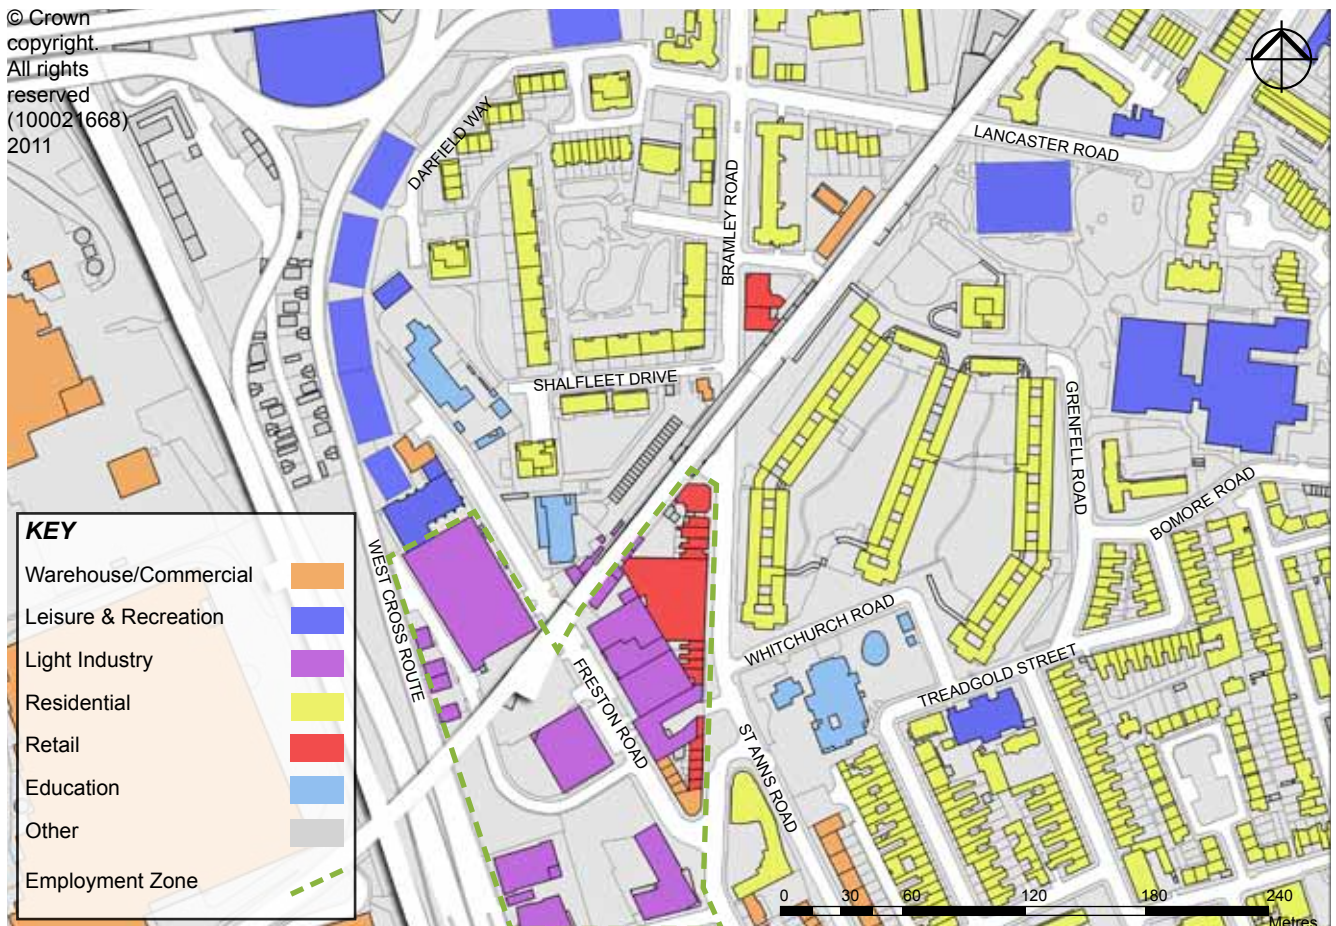 © Crown
copyright.
All rights
reserved
(100021668)
2011
DARFIELD WAY
LANCASTER ROAD
BRAMLEY ROAD
SHALFLEET DRIVE
GRENFELL ROAD
BOMORE ROAD
WEST CROSS ROUTE
WHITCHURCH ROAD
TREADGOLD STREET
FRESTON ROAD
ST ANNS ROAD
KEY
Warehouse/Commercial
Leisure & Recreation
Light Industry
Residential
Retail
Education
Other
Employment Zone
0 30 60 120 180 240
Metres